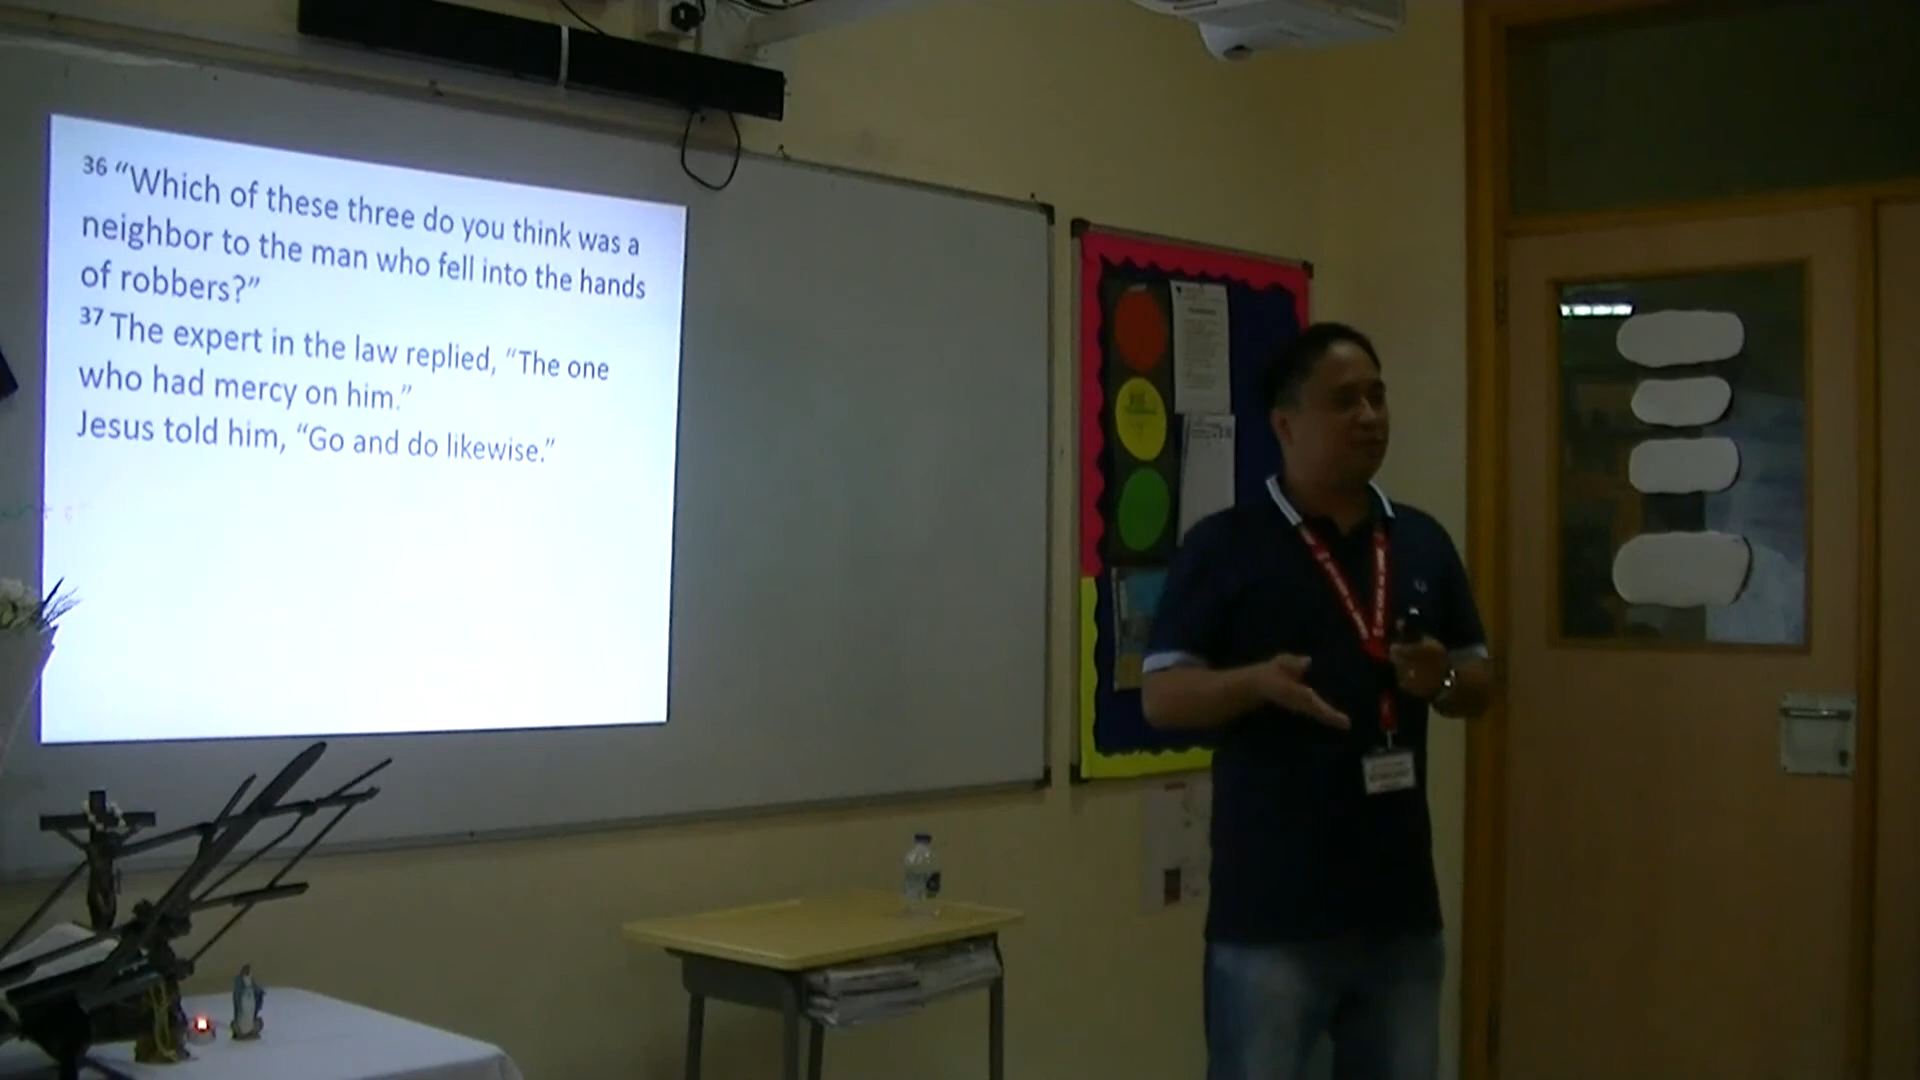 36 “Which of these three do you think was a
neighbor to the man who fell into the hands
of robbers?”
37 The expert in the law replied, “The one
who had mercy on him.”
Jesus told him, “Go and do likewise.”